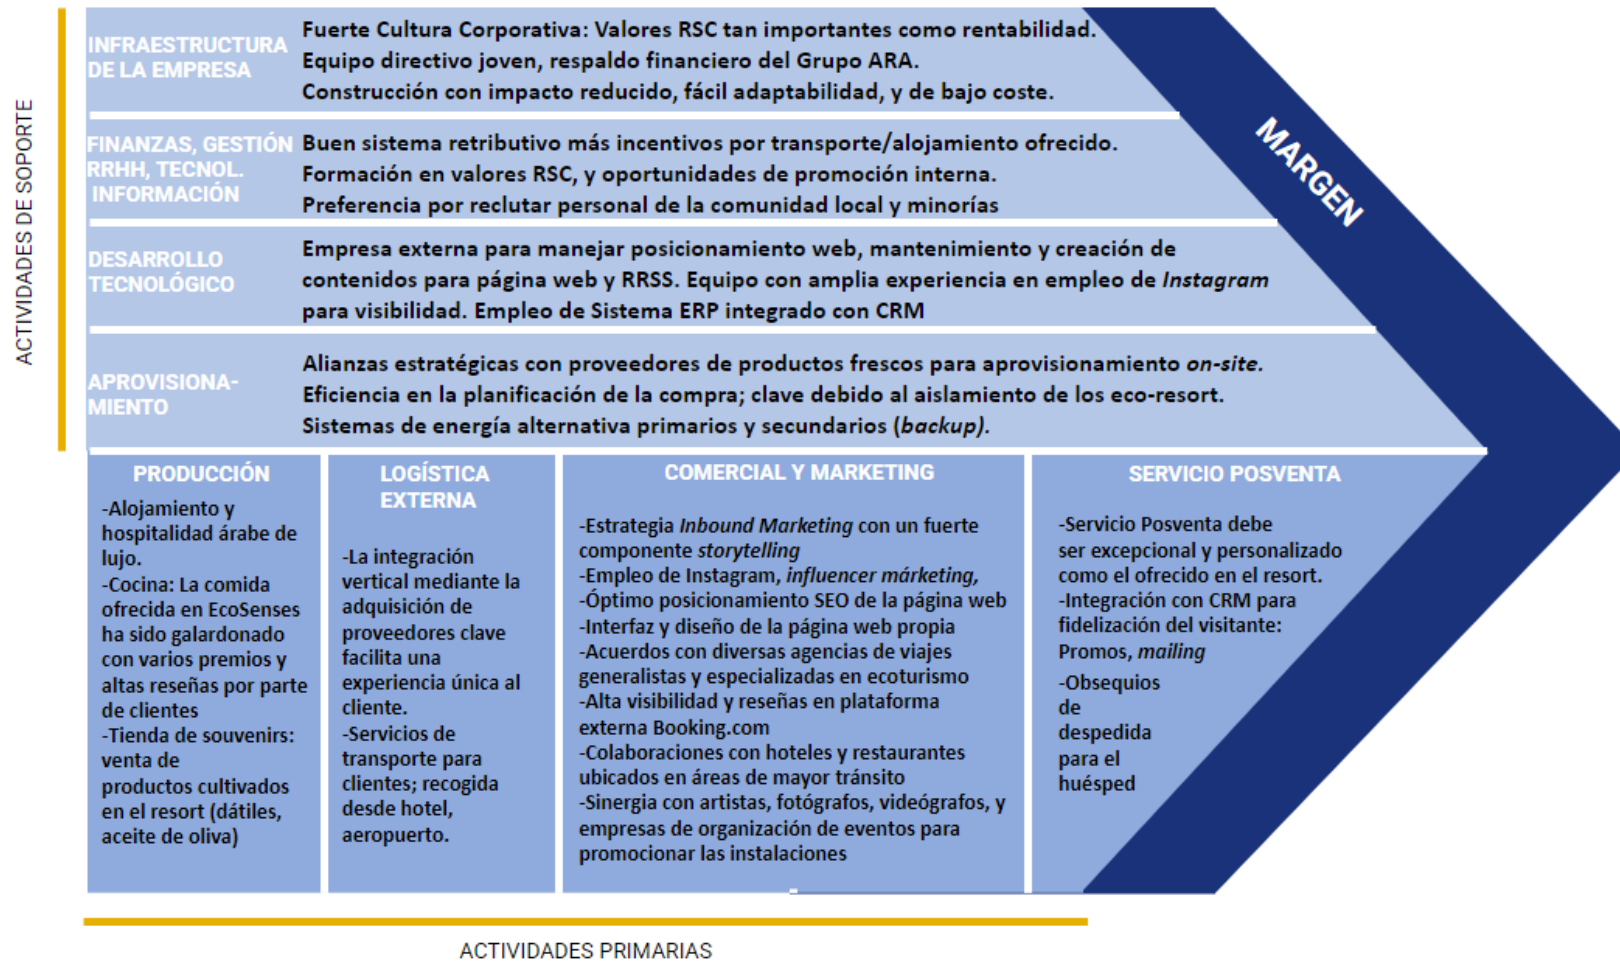 ACTIVIDADES DE SOPORTE
INFRAESTRUCTURA
DE LA EMPRESA
Fuerte Cultura Corporativa: Valores RSC tan importantes como rentabilidad.
Equipo directivo joven, respaldo financiero del Grupo ARA.
Construcción con impacto reducido, fácil adaptabilidad, y de bajo coste.
FINANZAS, GESTIÓN
RRHH, TECNOL.
INFORMACIÓN
Buen sistema retributivo más incentivos por transporte/alojamiento ofrecido.
Formación en valores RSC, y oportunidades de promoción interna.
Preferencia por reclutar personal de la comunidad local y minorías
DESARROLLO
TECNOLÓGICO
Empresa externa para manejar posicionamiento web, mantenimiento y creación de
contenidos para página web y RRSS. Equipo con amplia experiencia en empleo de Instagram
para visibilidad. Empleo de Sistema ERP integrado con CRM
APROVISIONA-
MIENTO
Alianzas estratégicas con proveedores de productos frescos para aprovisionamiento on-site.
Eficiencia en la planificación de la compra; clave debido al aislamiento de los eco-resort.
Sistemas de energía alternativa primarios y secundarios (backup).
MARGEN
PRODUCCIÓN
-Alojamiento y
hospitalidad árabe de
lujo.
-Cocina: La comida
ofrecida en EcoSenses
ha sido galardonado
con varios premios y
altas reseñas por parte
de clientes
-Tienda de souvenirs:
venta de
productos cultivados
en el resort (dátiles,
aceite de oliva)
LOGÍSTICA
EXTERNA
-La integración
vertical mediante la
adquisición de
proveedores clave
facilita una
experiencia única al
cliente.
-Servicios de
transporte para
clientes; recogida
desde hotel,
aeropuerto.
COMERCIAL Y MARKETING
-Estrategia Inbound Marketing con un fuerte
componente storytelling
-Empleo de Instagram, influencer márketing,
-Óptimo posicionamiento SEO de la página web
-Interfaz y diseño de la página web propia
-Acuerdos con diversas agencias de viajes
generalistas y especializadas en ecoturismo
-Alta visibilidad y reseñas en plataforma
externa Booking.com
-Colaboraciones con hoteles y restaurantes
ubicados en áreas de mayor tránsito
-Sinergia con artistas, fotógrafos, videógrafos, y
empresas de organización de eventos para
promocionar las instalaciones
SERVICIO POSVENTA
-Servicio Posventa debe
ser excepcional y personalizado
como el ofrecido en el resort.
-Integración con CRM para
fidelización del visitante:
Promos, mailing
-Obsequios
de
despedida
para el
huésped
ACTIVIDADES PRIMARIAS